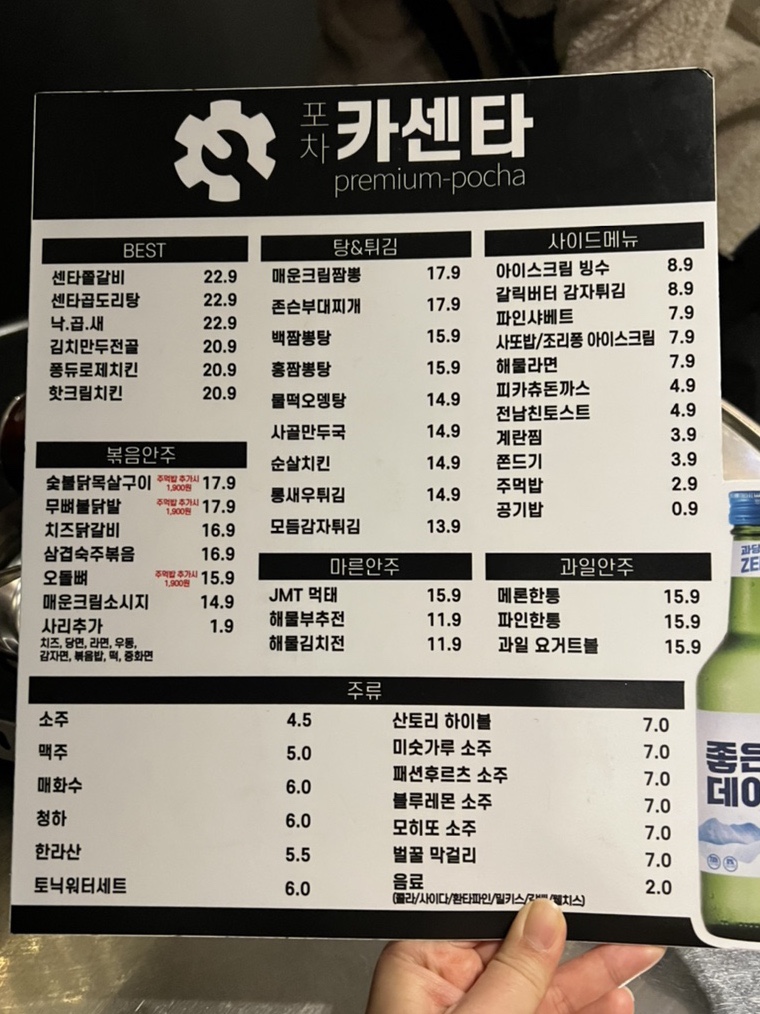 포차 카센타
premium-pocha
BEST
센타쫄갈비 22.9
센타곱도리탕 22.9
낙.곱.새 22.9
김치만두전골 20.9
퐁듀로제치킨 20.9
핫크림치킨 20.9
볶음안주
숯불닭목살구이 주먹밥 추가시 1,900원 17.9
무뼈불닭발 주먹밥 추가시 1,900원 17.9
치즈닭갈비 16.9
삼겹숙주볶음 16.9
오돌뼈 주먹밥 추가시 1,900원 15.9
매운크림소시지 14.9
사리추가 1.9
치즈, 당면, 라면, 우동,
감자면, 볶음밥, 떡, 중화면
탕&튀김
매운크림짬뽕 17.9
존슨부대찌개 17.9
백짬뽕탕 15.9
홍짬뽕탕 15.9
물떡오뎅탕 14.9
사골만두국 14.9
순살치킨 14.9
통새우튀김 14.9
모듬감자튀김 13.9
마른안주
JMT 먹태 15.9
해물부추전 11.9
해물김치전 11.9
사이드메뉴
아이스크림 빙수 8.9
갈릭버터 감자튀김 8.9
파인샤베트 7.9
사또밥/조리퐁 아이스크림 7.9
해물라면 7.9
피카츄돈까스 4.9
전남친토스트 4.9
계란찜 3.9
쫀드기 3.9
주먹밥 2.9
공기밥 0.9
과일안주
메론한통 15.9
파인한통 15.9
과일 요거트볼 15.9
주류
소주 4.5
맥주 5.0
매화수 6.0
청하 6.0
한라산 5.5
토닉워터세트 6.0
산토리 하이볼 7.0
미숫가루 소주 7.0
패션후르츠 소주 7.0
블루레몬 소주 7.0
모히또 소주 7.0
벌꿀 막걸리 7.0
음료 2.0
(콜라/사이다/환타파인/밀키스/
과당
ZE
좋은
데이